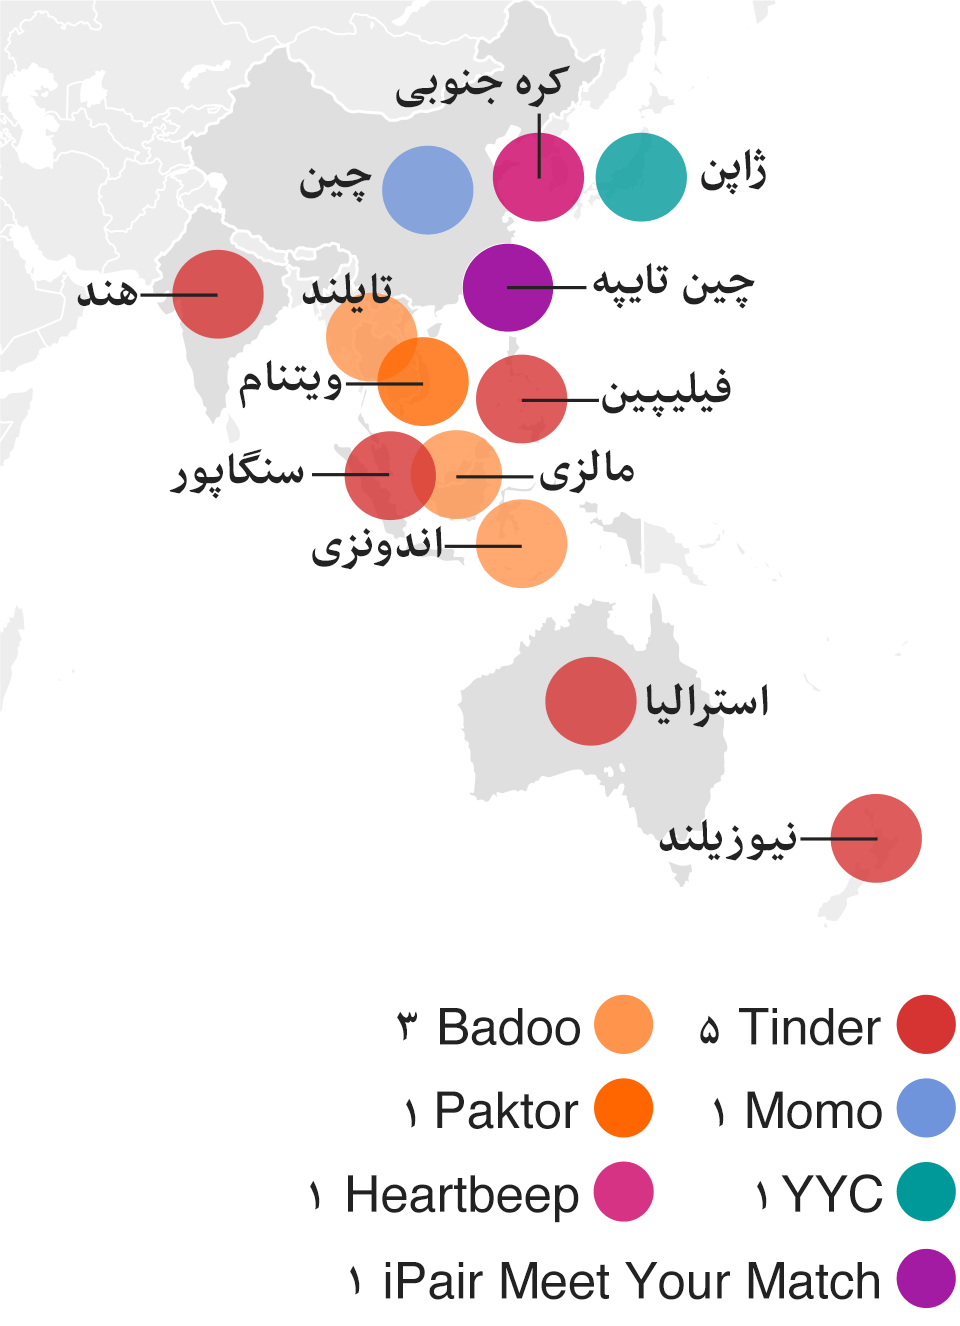 کره جنوبی
ژاپن
چین
چین تایپه
هند
تایلند
ویتنام
فیلیپین
سنگاپور
مالزی
اندونزی
استرالیا
نیوزیلند
Tinder ۵
Badoo ۳
Momo ۱
Paktor ۱
YYC ۱
Heartbeep ۱
iPair Meet Your Match ۱